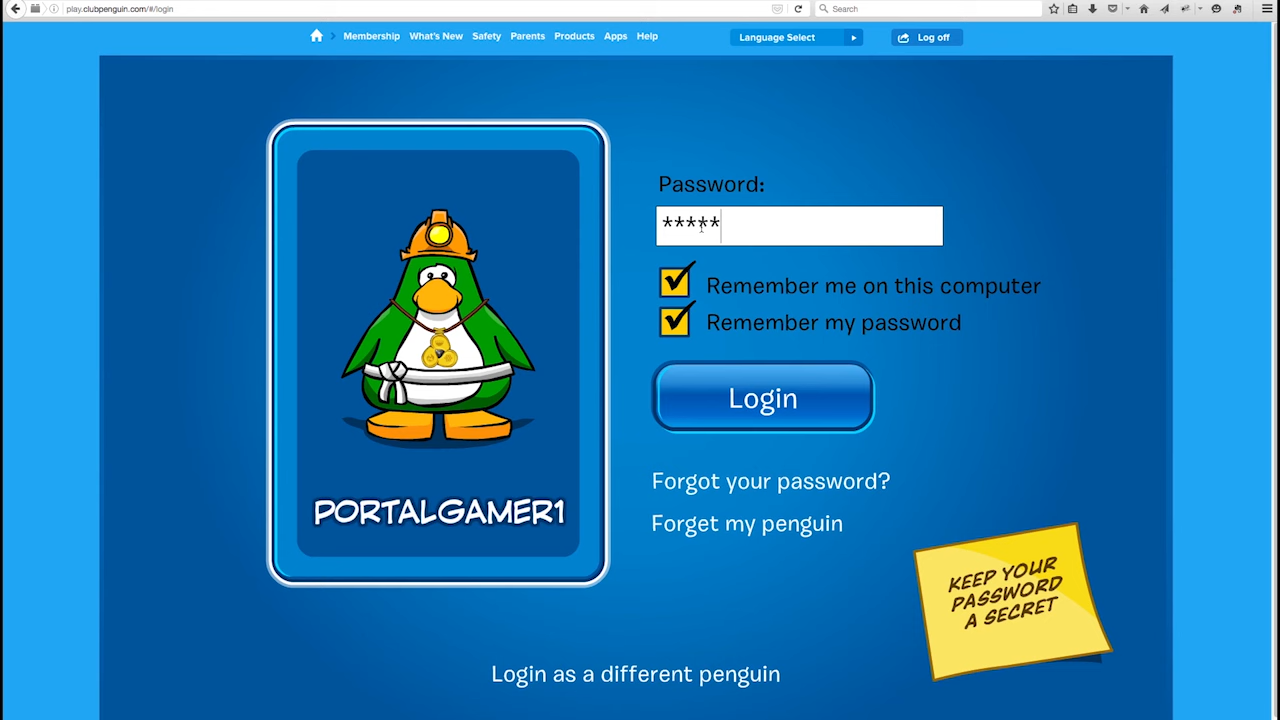 play.clubpenguin.com/#/login
Search
Membership What's New Safety Parents Products Apps Help
Language Select
Log off
Password:
*****
Remember me on this computer
Remember my password
Login
Forgot your password?
Forget my penguin
PORTALGAMER1
KEEP YOUR
PASSWORD
A SECRET
Login as a different penguin